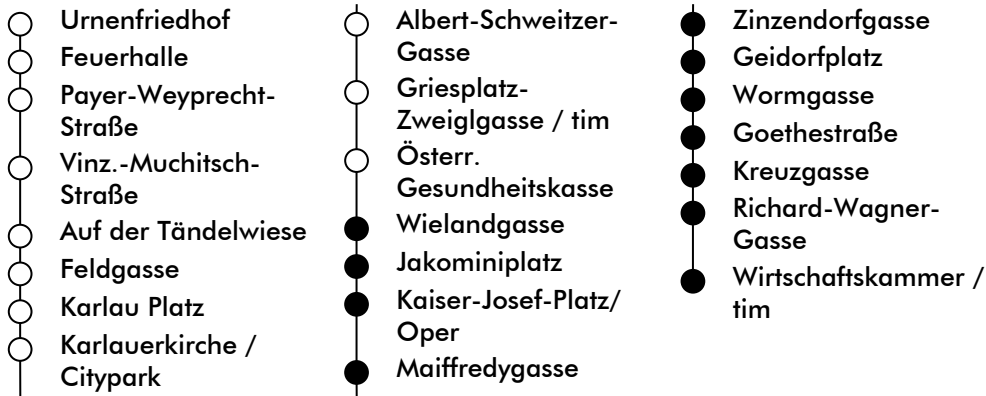 Urnenfriedhof
Feuerhalle
Payer-Weyprecht-
Straße
Vinz.-Muchitsch-
Straße
Auf der Tändelwiese
Feldgasse
Karlau Platz
Karlauerkirche /
Citypark
Albert-Schweitzer-
Gasse
Griesplatz-
Zweiglgasse / tim
Österr.
Gesundheitskasse
Wielandgasse
Jakominiplatz
Kaiser-Josef-Platz/
Oper
Maiffredygasse
Zinzendorfgasse
Geidorfplatz
Wormgasse
Goethestraße
Kreuzgasse
Richard-Wagner-
Gasse
Wirtschaftskammer /
tim